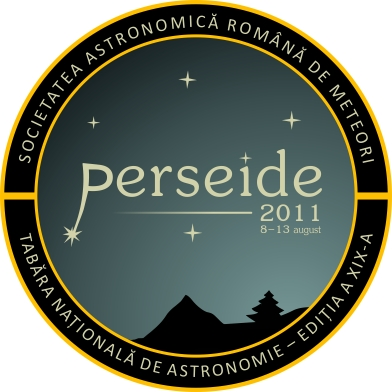 SOCIETATEA ASTRONOMICĂ ROMÂNĂ DE METEORI
perseide
2011
8-13 august
TABĂRA NAȚIONALĂ DE ASTRONOMIE – EDIȚIA A XIX-A